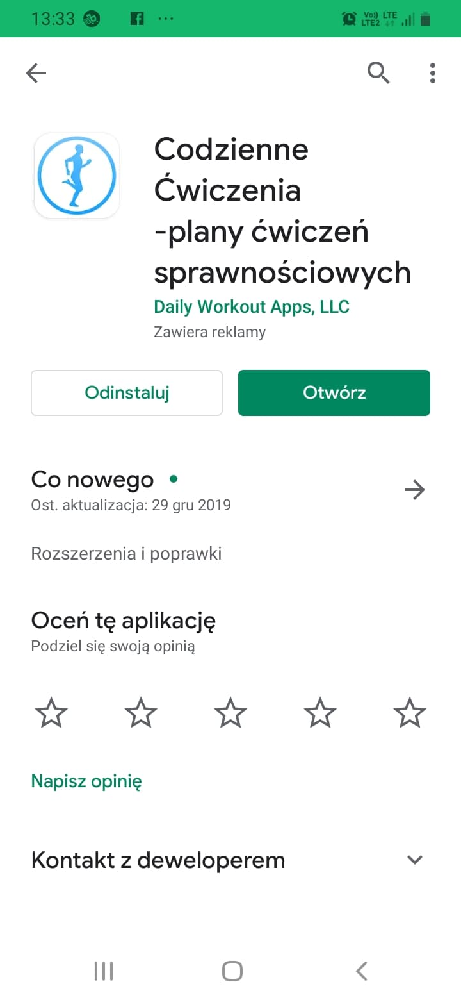 13:33
Vo)) LTE
LTE2
Codzienne
Ćwiczenia
-plany ćwiczeń
sprawnościowych
Daily Workout Apps, LLC
Zawiera reklamy
Odinstaluj
Otwórz
Co nowego
Ost. aktualizacja: 29 gru 2019
Rozszerzenia i poprawki
Oceń tę aplikację
Podziel się swoją opinią
Napisz opinię
Kontakt z deweloperem